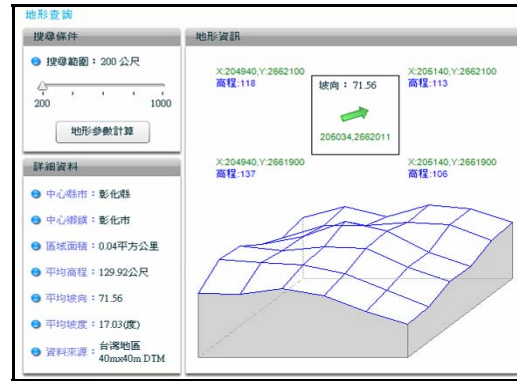 地形查詢
搜尋條件
搜尋範圍：200 公尺
200 1000
地形參數計算
詳細資料
中心縣市：彰化縣
中心鄉鎮：彰化市
區域面積：0.04平方公里
平均高程：129.92公尺
平均坡向：71.56
平均坡度：17.03(度)
資料來源：台灣地區
40mx40m DTM
地形資訊
X:204940,Y:2662100
高程:118
X:205140,Y:2662100
高程:113
坡向：71.56
205034,2662011
X:204940,Y:2661900
高程:137
X:205140,Y:2661900
高程:106